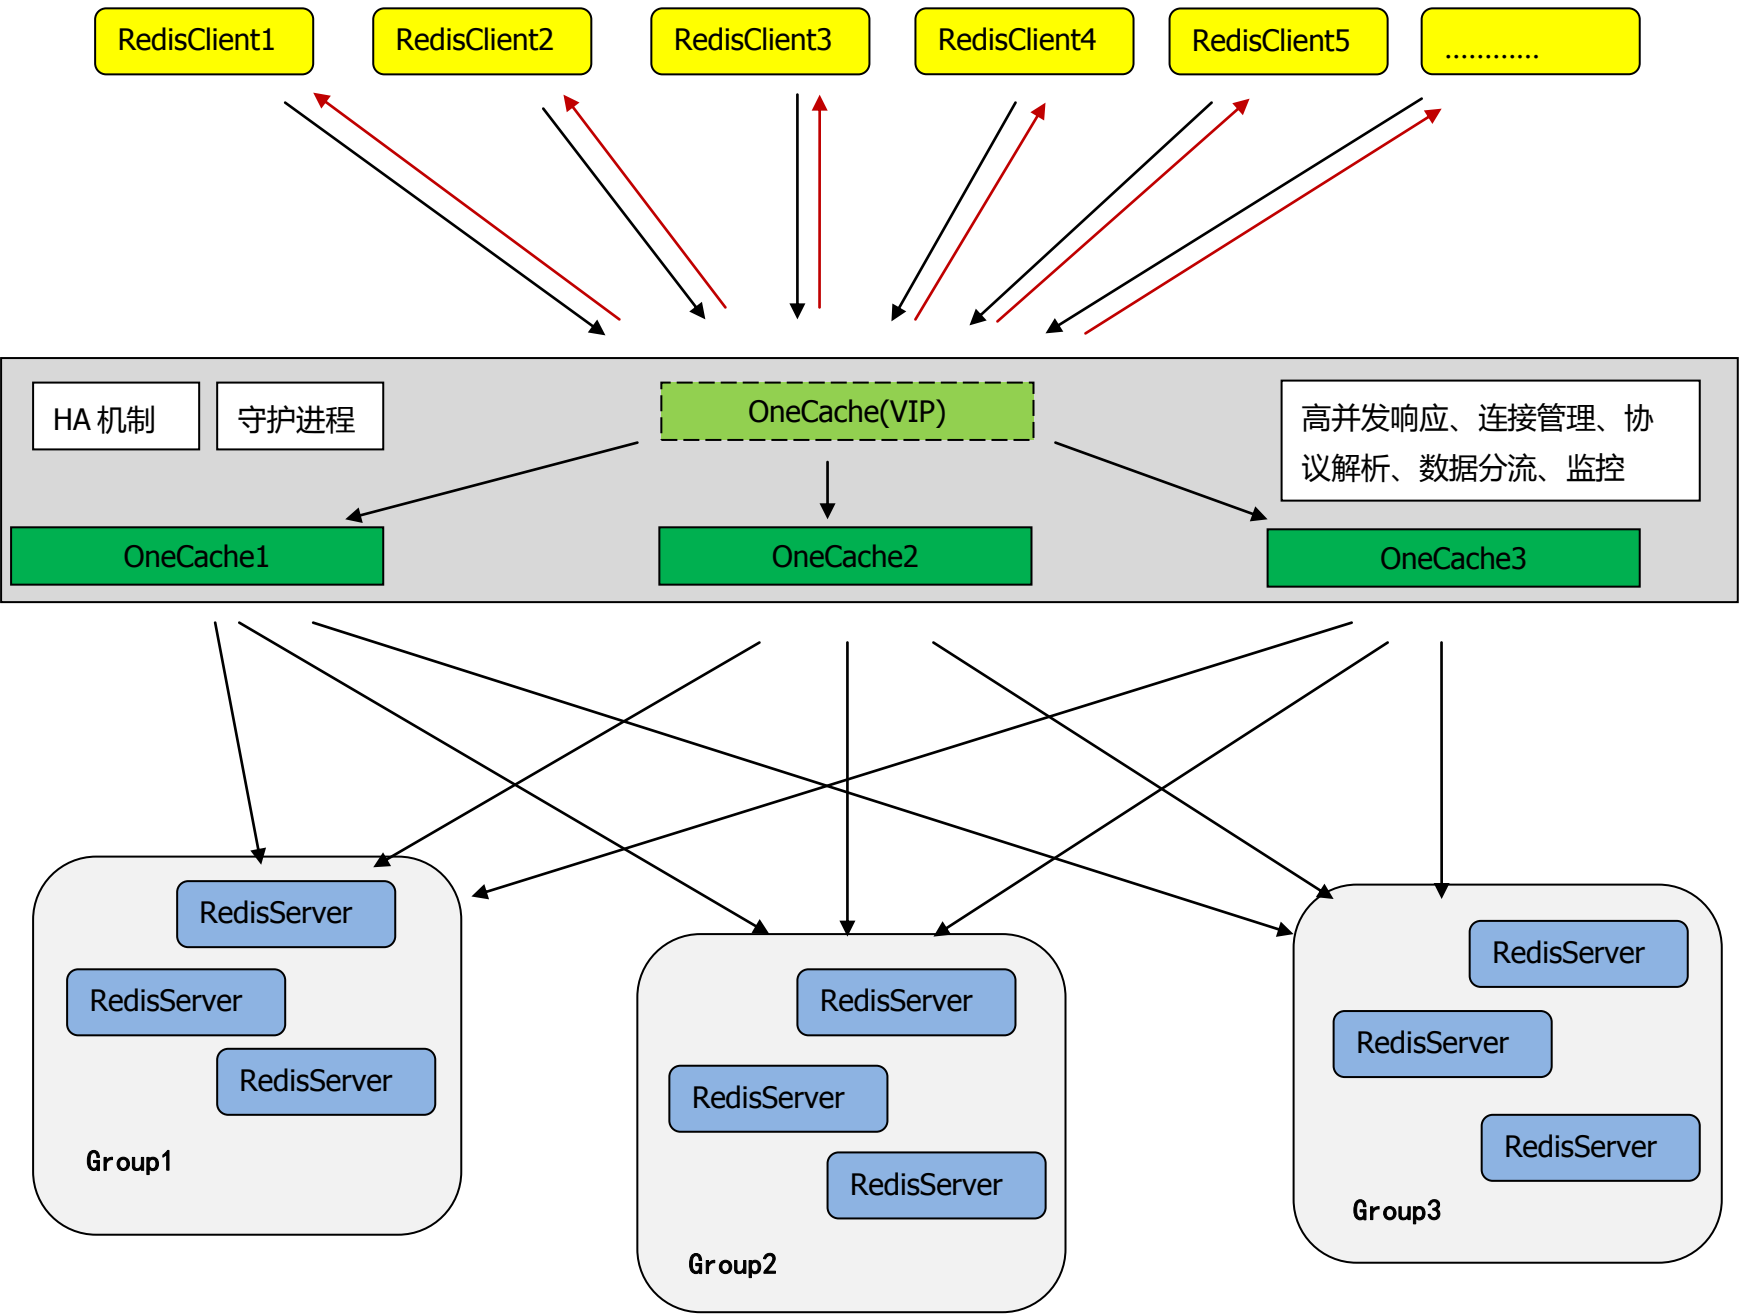 RedisClient1
RedisClient2
RedisClient3
RedisClient4
RedisClient5
............
HA 机制
守护进程
OneCache(VIP)
高并发响应、连接管理、协
议解析、数据分流、监控
OneCache1
OneCache2
OneCache3
RedisServer
RedisServer
RedisServer
Group1
RedisServer
RedisServer
RedisServer
Group2
RedisServer
RedisServer
RedisServer
Group3